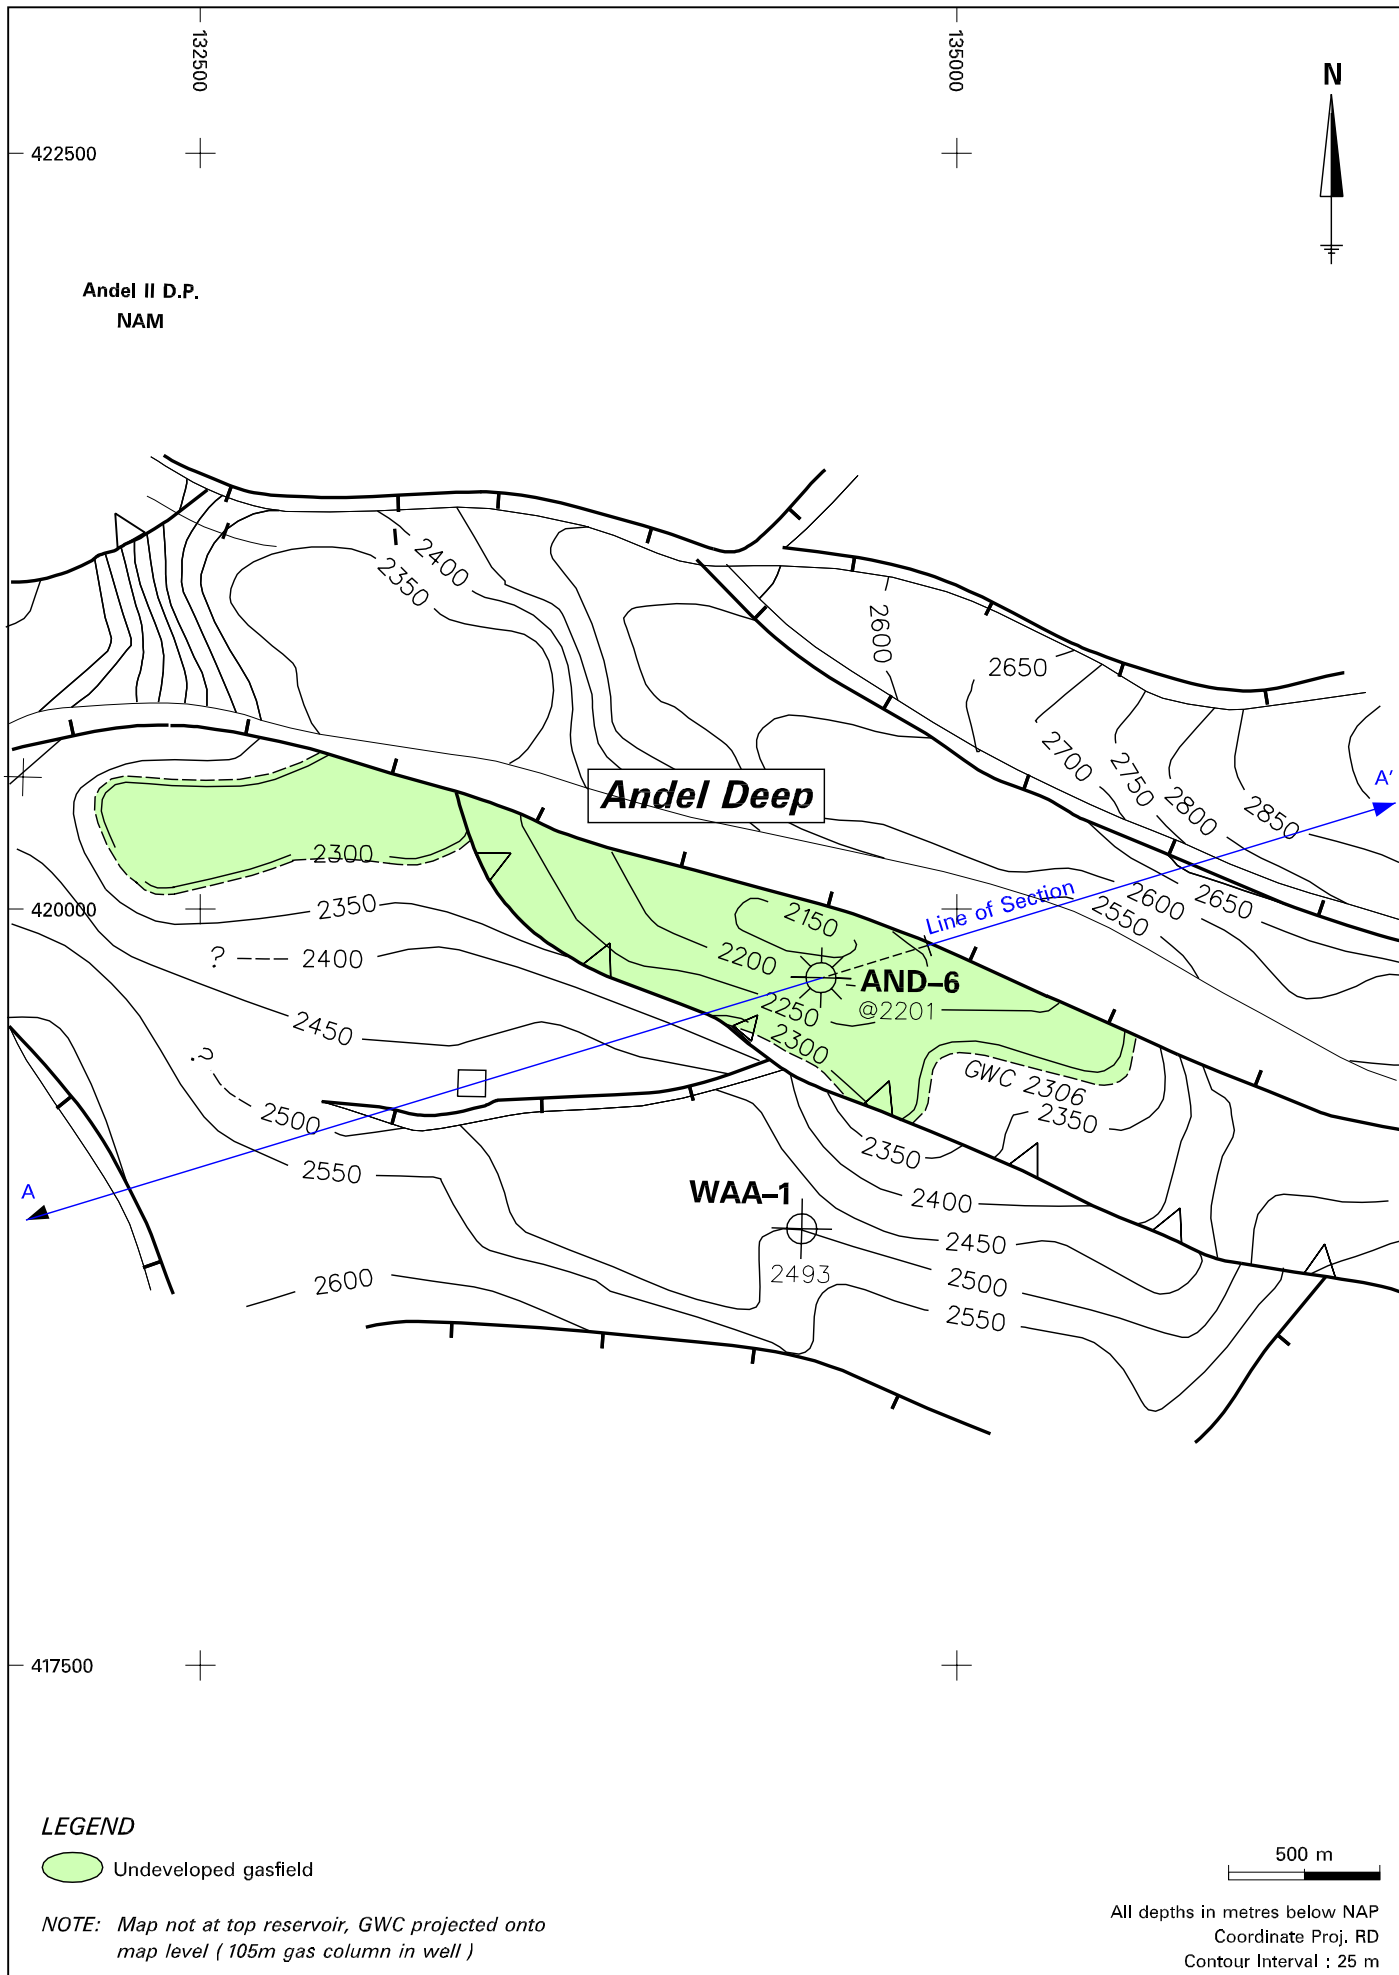 132500
135000
N
422500
Andel II D.P.
NAM
2400
2350
2600
2650
2700
2750
2800
2850
A'
Andel Deep
2300
2350
420000
? 2400
2150
2200
Line of Section
2600
2650
2550
AND–6
@2201
2250
2300
2450
?
GWC 2306
2350
2500
2350
2550
A
WAA–1
2400
2450
2493
2500
2600
2550
417500
LEGEND
Undeveloped gasfield
500 m
NOTE: Map not at top reservoir, GWC projected onto
map level ( 105m gas column in well )
All depths in metres below NAP
Coordinate Proj. RD
Contour Interval : 25 m